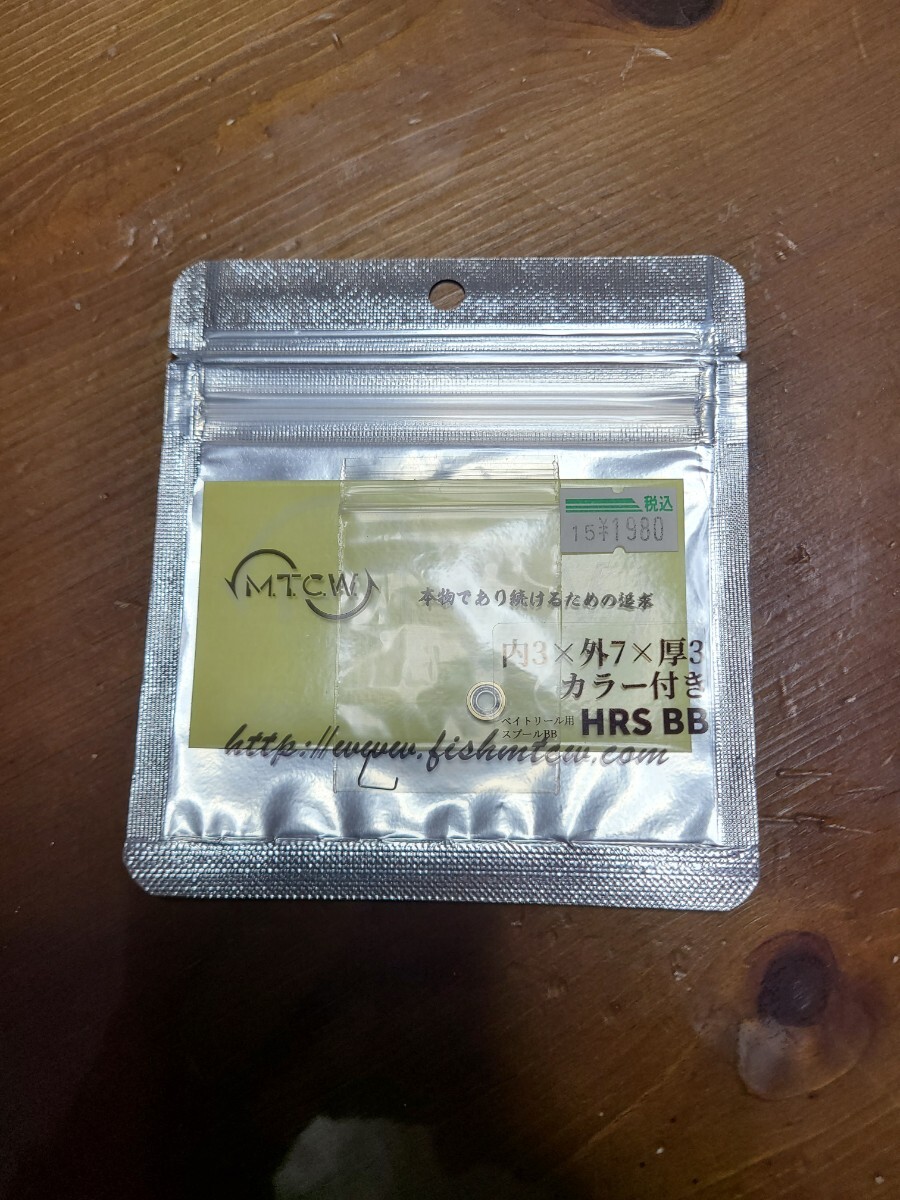 税込
15¥1980
M.T.C.W.
本物であり続けるための追求
内3×外7×厚3
カラー付き
ベイトリール用
スプールBB
HRS BB
http://www.fishmtcw.com